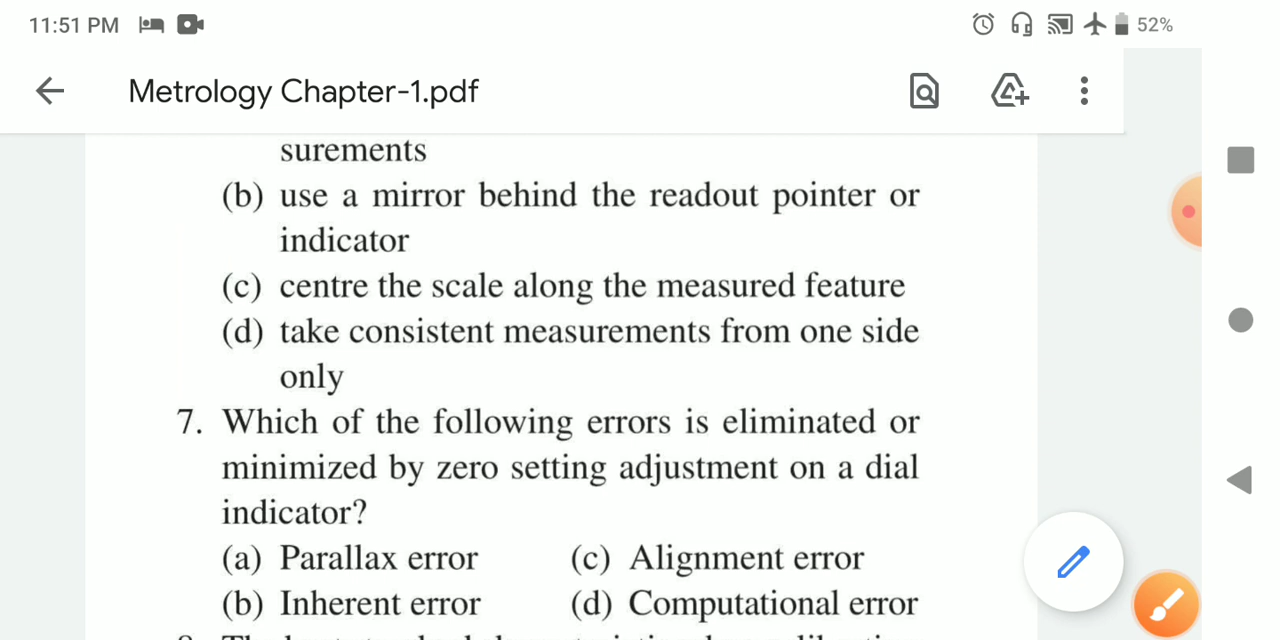 11:51 PM 52%
Metrology Chapter-1.pdf
surements
(b) use a mirror behind the readout pointer or
indicator
(c) centre the scale along the measured feature
(d) take consistent measurements from one side
only
7. Which of the following errors is eliminated or
minimized by zero setting adjustment on a dial
indicator?
(a) Parallax error (c) Alignment error
(b) Inherent error (d) Computational error